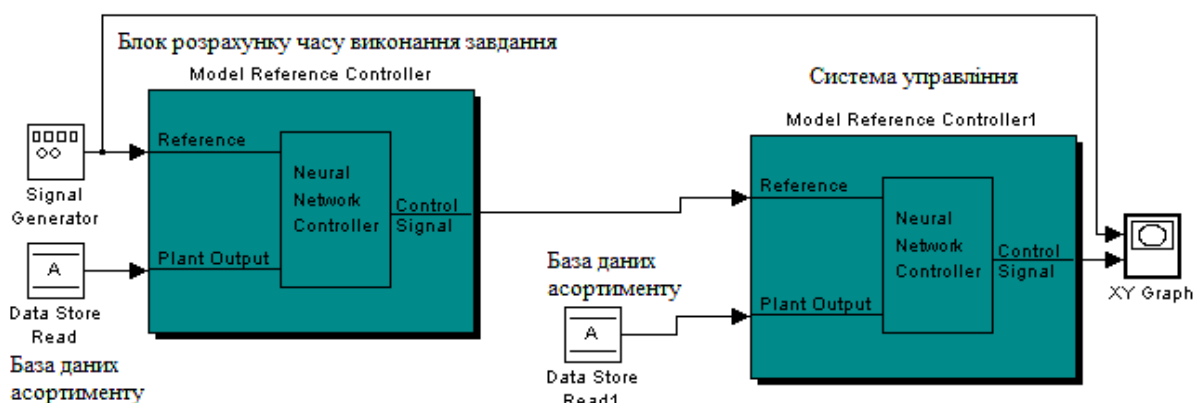 Блок розрахунку часу виконання завдання
Model Reference Controller
Reference
Neural
Network
Controller
Control
Signal
Plant Output
Signal
Generator
A
Data Store
Read
База даних
асортименту
Система управління
Model Reference Controller1
Reference
Neural
Network
Controller
Control
Signal
Plant Output
База даних
асортименту
A
Data Store
Read1
XY Graph